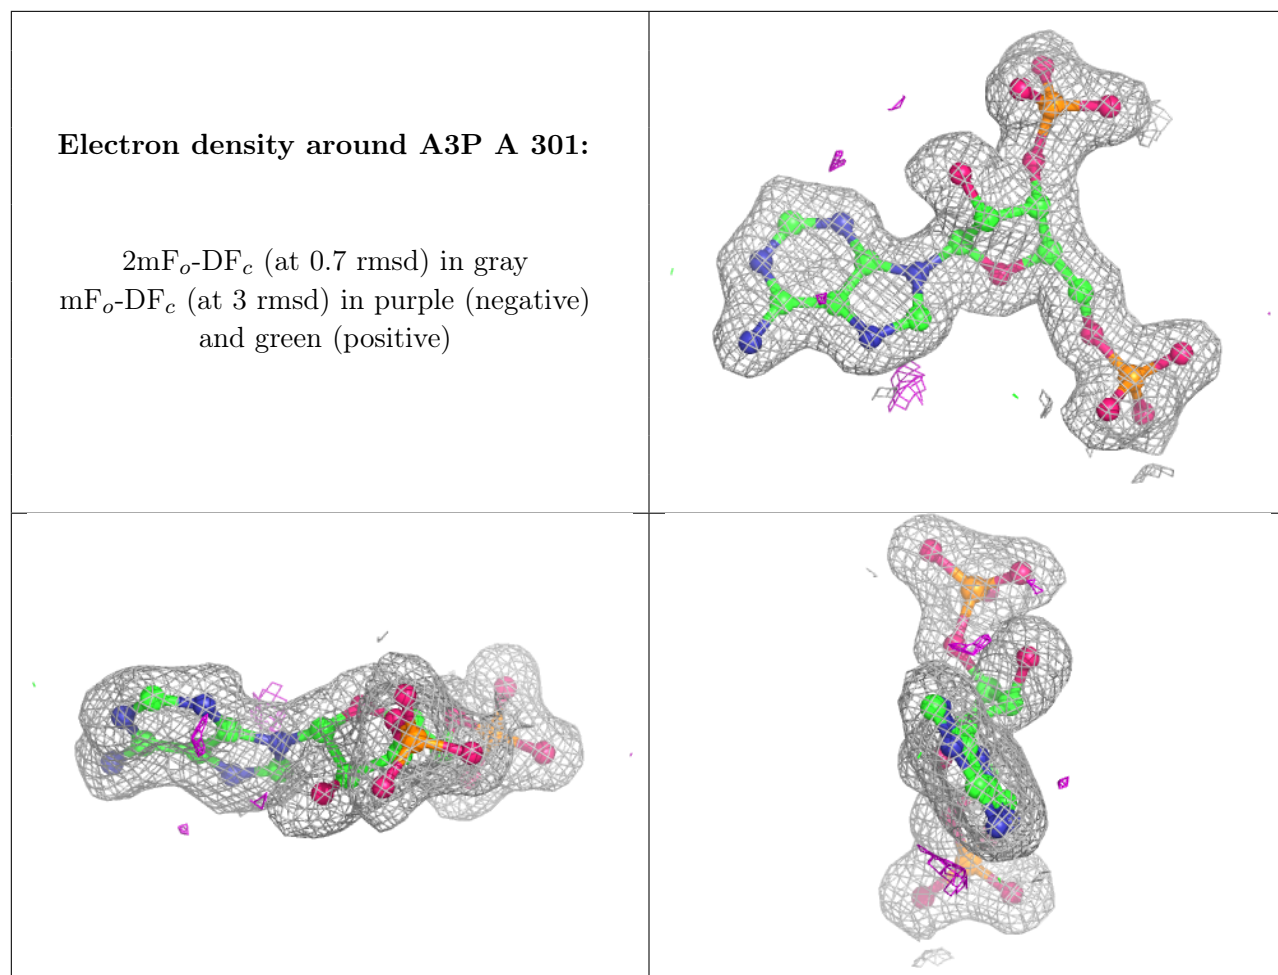 Electron density around A3P A 301:
2mFo-DFc (at 0.7 rmsd) in gray
mFo-DFc (at 3 rmsd) in purple (negative)
and green (positive)